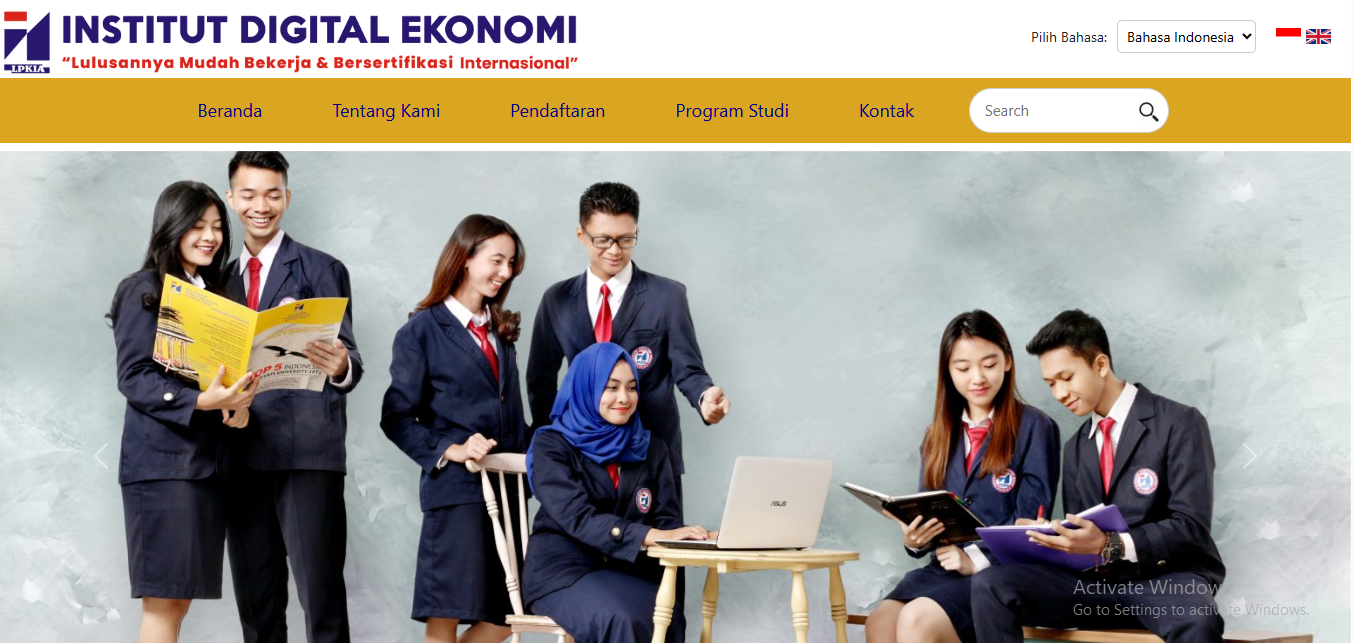 INSTITUT DIGITAL EKONOMI
LPKIA
“Lulusannya Mudah Bekerja & Bersertifikasi Internasional”
Pilih Bahasa:
Bahasa Indonesia
Beranda
Tentang Kami
Pendaftaran
Program Studi
Kontak
Search
TOP 5 INDONESIA
ASUS
Activate Windows
Go to Settings to activate Windows.